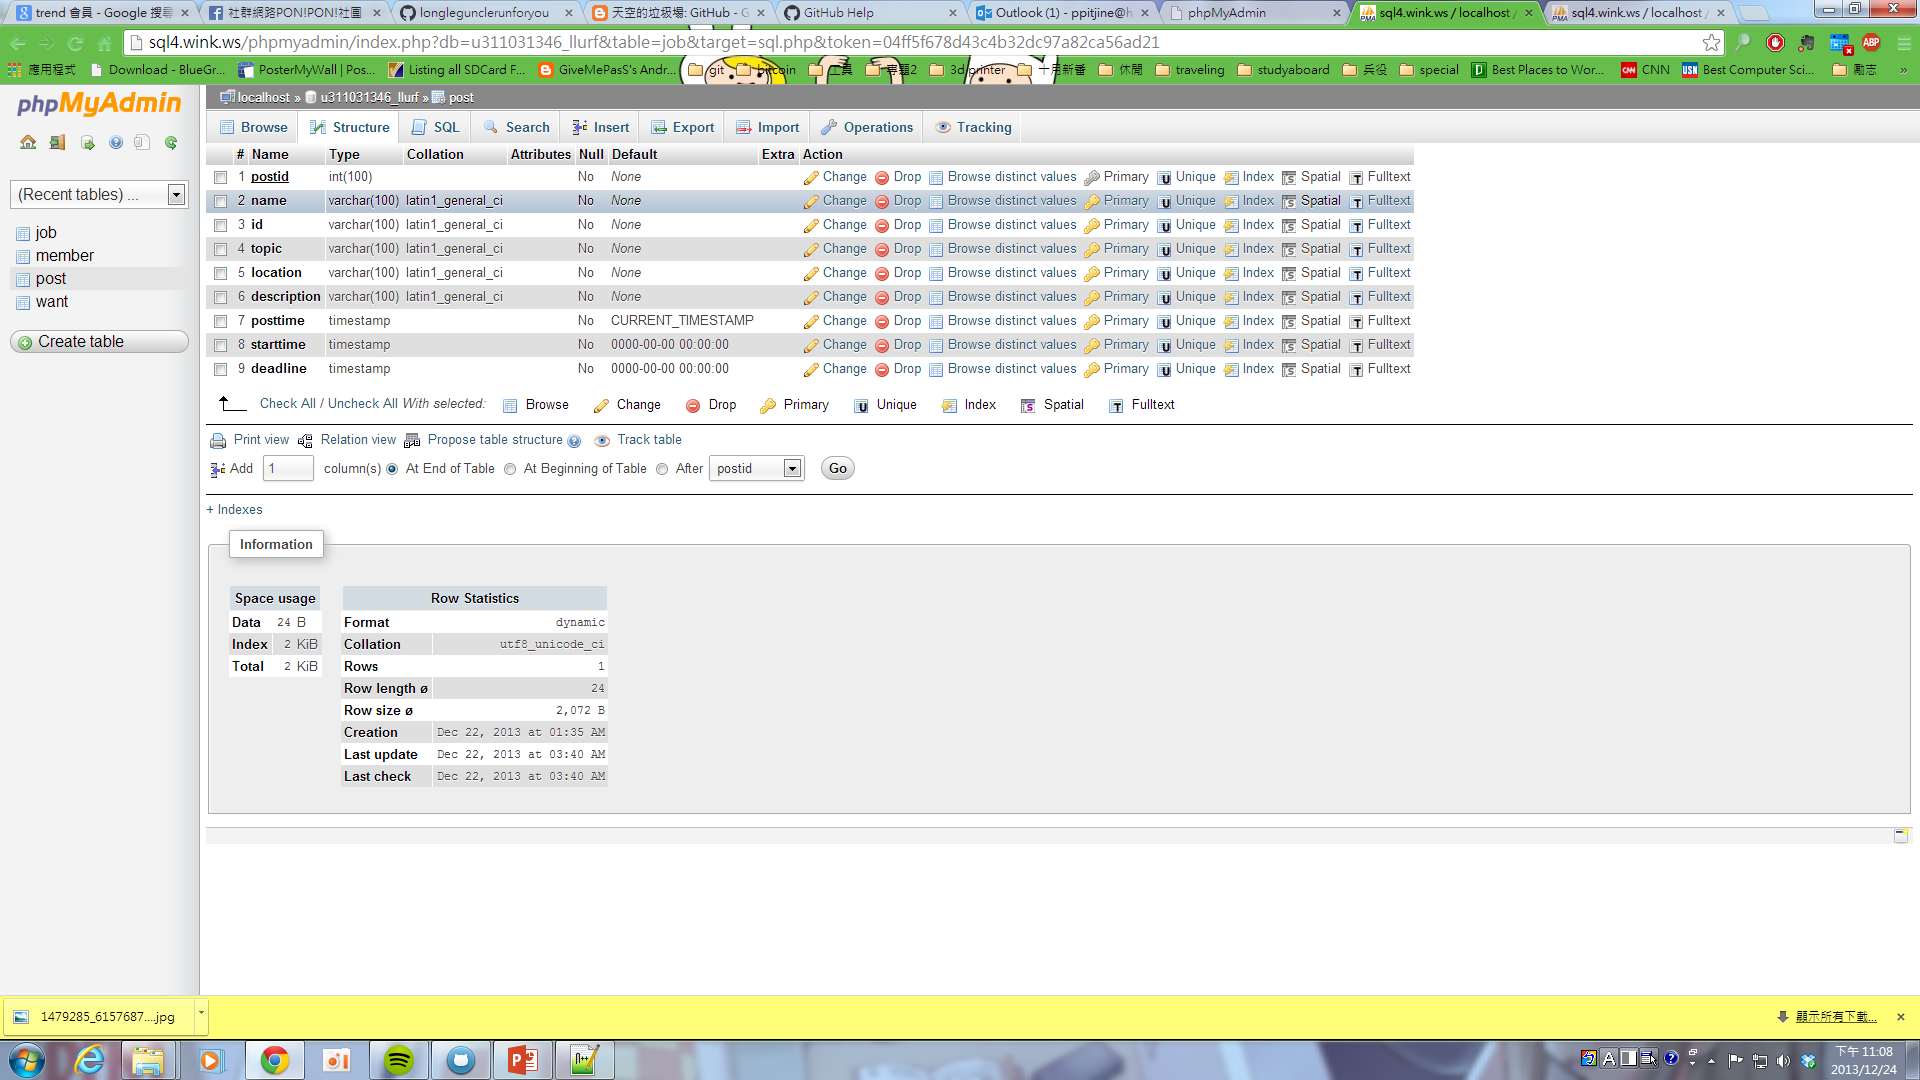 trend 會員 - Google 搜尋
社群網路PON!PON!社團
longlegunclerunforyou
天空的垃圾場: GitHub - G
GitHub Help
Outlook (1) - ppitjine@h
phpMyAdmin
sql4.wink.ws / localhost /
sql4.wink.ws / localhost /
sql4.wink.ws/phpmyadmin/index.php?db=u311031346_llurf&table=job&target=sql.php&token=04ff5f678d43c4b32dc97a82ca56ad21
應用程式 Download - BlueGr... PosterMyWall | Pos... Listing all SDCard F... GiveMePasS's Andr... git bitcoin 工具 專題2 3d printer 十月新番 休閒 traveling studyaboard 兵役 special Best Places to Wor... CNN Best Computer Sci... 勵志 »
phpMyAdmin
(Recent tables) ...
job
member
post
want
Create table
localhost » u311031346_llurf » post
Browse Structure SQL Search Insert Export Import Operations Tracking
# Name Type Collation Attributes Null Default Extra Action
1 postid int(100) No None Change Drop Browse distinct values Primary Unique Index Spatial Fulltext
2 name varchar(100) latin1_general_ci No None Change Drop Browse distinct values Primary Unique Index Spatial Fulltext
3 id varchar(100) latin1_general_ci No None Change Drop Browse distinct values Primary Unique Index Spatial Fulltext
4 topic varchar(100) latin1_general_ci No None Change Drop Browse distinct values Primary Unique Index Spatial Fulltext
5 location varchar(100) latin1_general_ci No None Change Drop Browse distinct values Primary Unique Index Spatial Fulltext
6 description varchar(100) latin1_general_ci No None Change Drop Browse distinct values Primary Unique Index Spatial Fulltext
7 posttime timestamp No CURRENT_TIMESTAMP Change Drop Browse distinct values Primary Unique Index Spatial Fulltext
8 starttime timestamp No 0000-00-00 00:00:00 Change Drop Browse distinct values Primary Unique Index Spatial Fulltext
9 deadline timestamp No 0000-00-00 00:00:00 Change Drop Browse distinct values Primary Unique Index Spatial Fulltext
Check All / Uncheck All With selected: Browse Change Drop Primary Unique Index Spatial Fulltext
Print view Relation view Propose table structure Track table
Add 1 column(s) At End of Table At Beginning of Table After postid Go
+ Indexes
Information
Space usage
Data 24 B
Index 2 KiB
Total 2 KiB
Row Statistics
Format dynamic
Collation utf8_unicode_ci
Rows 1
Row length ø 24
Row size ø 2,072 B
Creation Dec 22, 2013 at 01:35 AM
Last update Dec 22, 2013 at 03:40 AM
Last check Dec 22, 2013 at 03:40 AM
1479285_6157687....jpg
顯示所有下載...
下午 11:08
2013/12/24